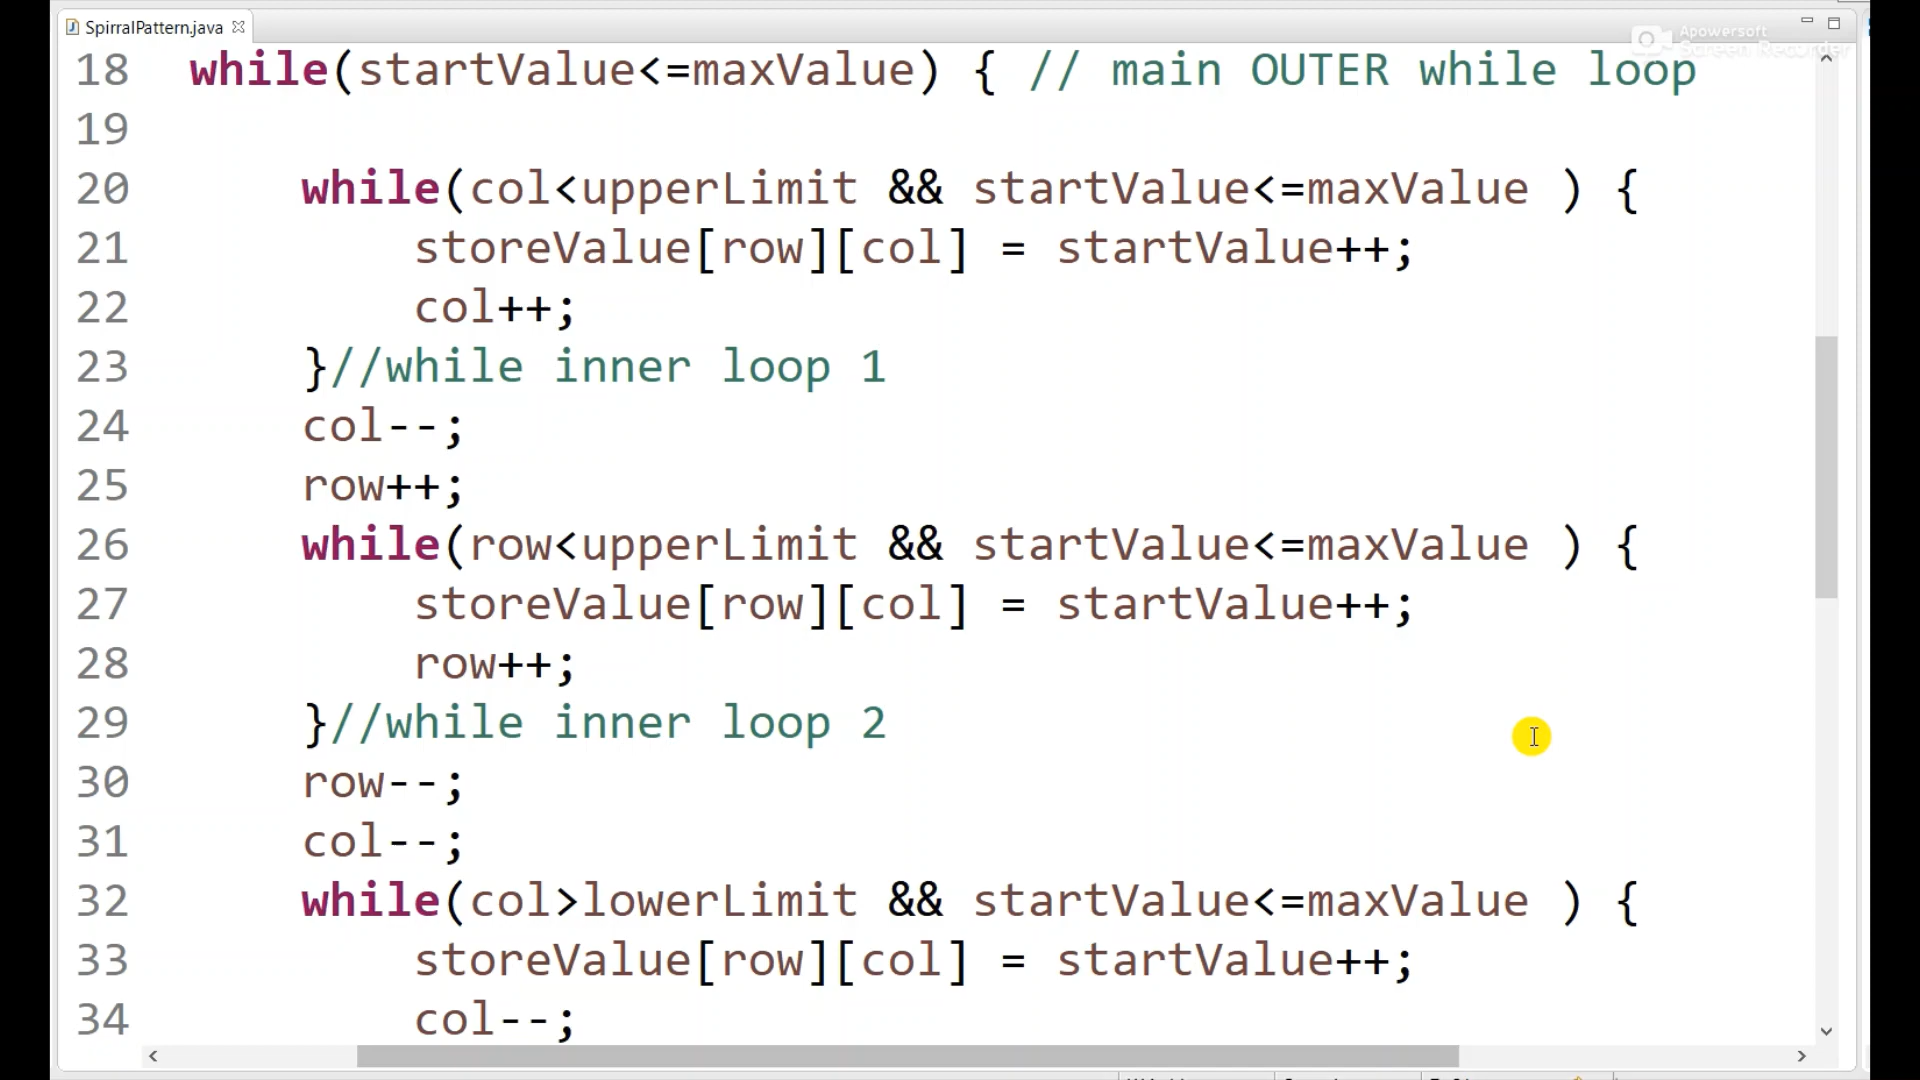 SpirralPattern.java
Apowersoft
Screen Recorder
18 while(startValue<=maxValue) { // main OUTER while loop
19
20 while(col<upperLimit && startValue<=maxValue ) {
21 storeValue[row][col] = startValue++;
22 col++;
23 }//while inner loop 1
24 col--;
25 row++;
26 while(row<upperLimit && startValue<=maxValue ) {
27 storeValue[row][col] = startValue++;
28 row++;
29 }//while inner loop 2
30 row--;
31 col--;
32 while(col>lowerLimit && startValue<=maxValue ) {
33 storeValue[row][col] = startValue++;
34 col--;